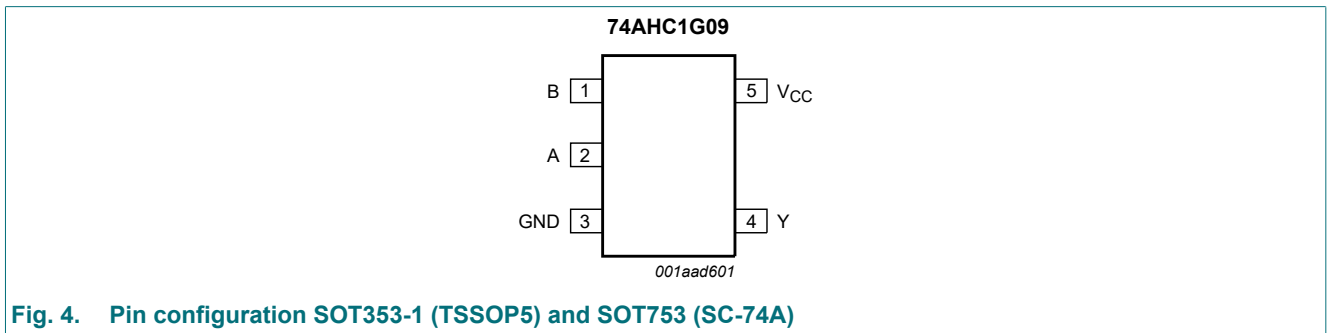 74AHC1G09
B 1 5 VCC
A 2
GND 3 4 Y
001aad601
Fig. 4. Pin configuration SOT353-1 (TSSOP5) and SOT753 (SC-74A)